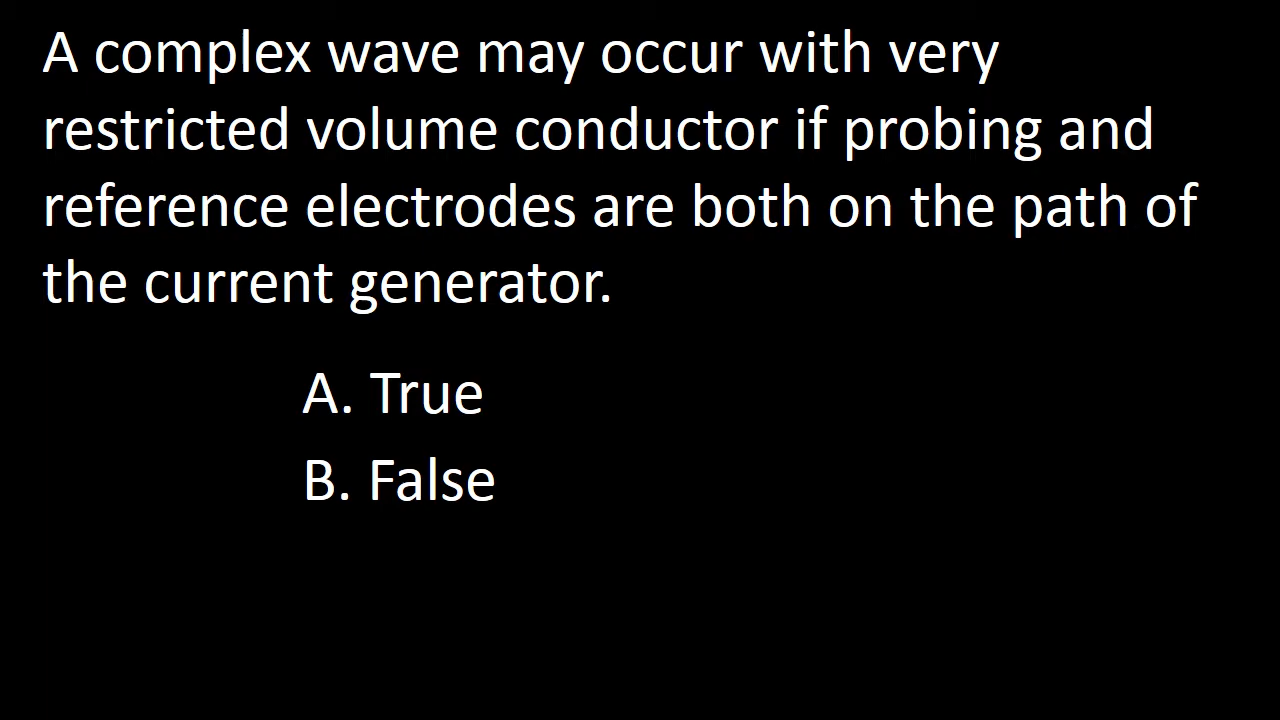 A complex wave may occur with very
restricted volume conductor if probing and
reference electrodes are both on the path of
the current generator.
A. True
B. False